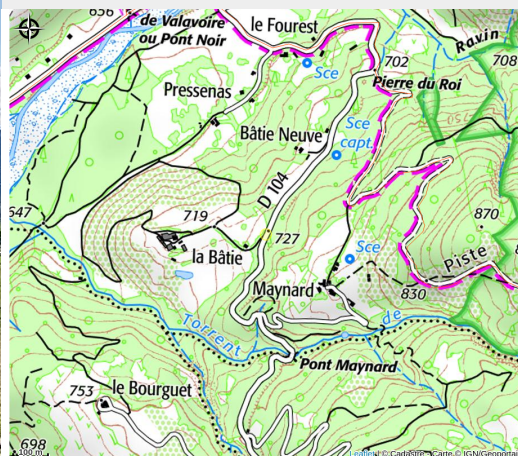 656
de Valavoire
ou Pont Noir
le Fourest
702
Ravin
708
Sce
Pierre du Roi
Pressenas
Bâtie Neuve
Sce
capt.
D 104
647
719
727
870
la Bâtie
Sce
Piste
Maynard
830
Torrent
de
Pont Maynard
753
le Bourguet
698
100 m
Leaflet | © Cadastre - Carte © IGN/Geoportail